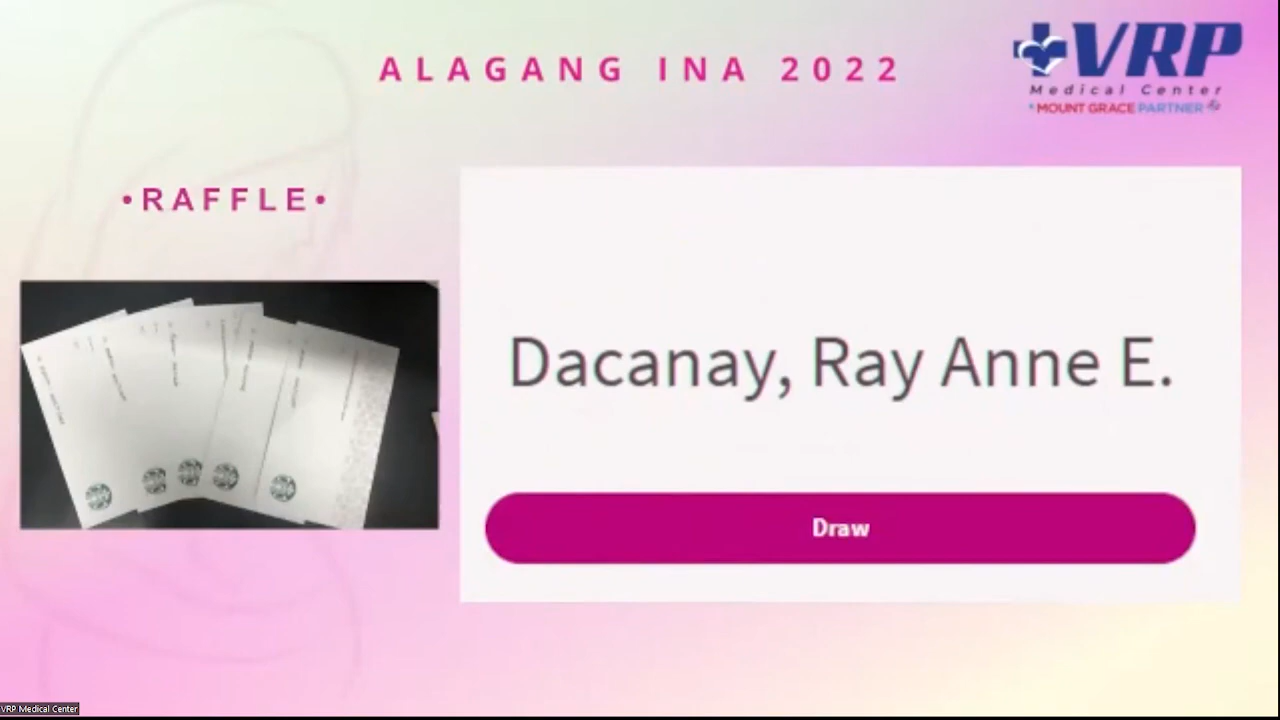 ALAGANG INA 2022
VRP
Medical Center
MOUNT GRACE PARTNER
•RAFFLE•
Dacanay, Ray Anne E.
Draw
VRP Medical Center